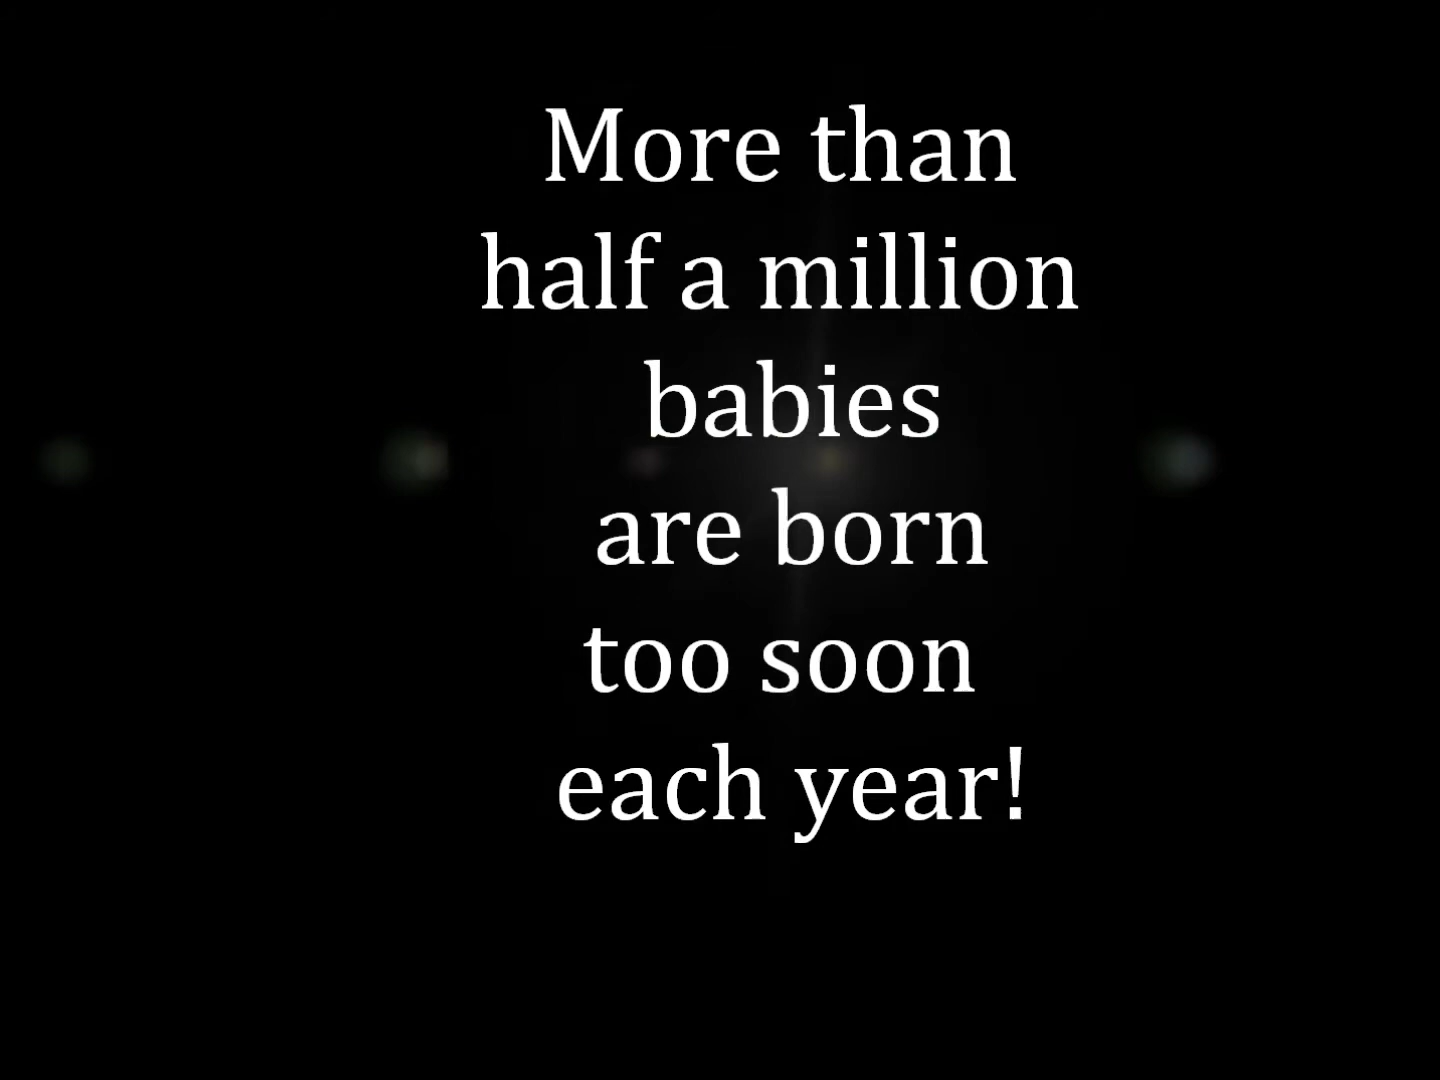 More than
half a million
babies
are born
too soon
each year!